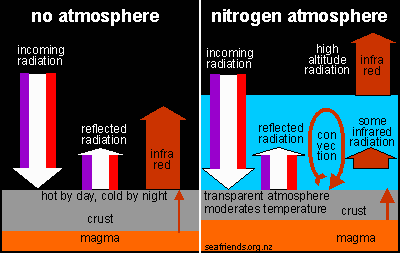 no atmosphere
incoming
radiation
reflected
radiation
infra
red
hot by day, cold by night
crust
magma
nitrogen atmosphere
incoming
radiation
high
altitude
radiation
infra
red
reflected
radiation
con
vec
tion
some
infrared
radiation
transparent atmosphere
moderates temperature
crust
magma
seafriends.org.nz